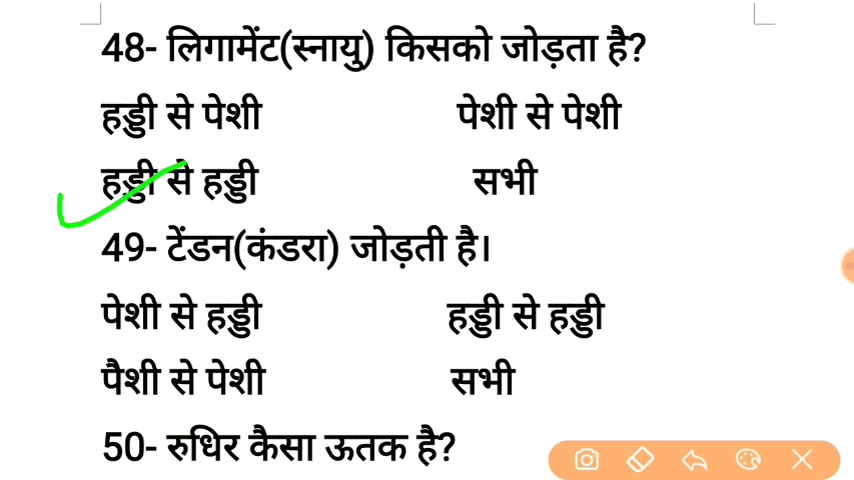 48- लिगामेंट(स्नायु) किसको जोड़ता है?
हड्डी से पेशी पेशी से पेशी
हड्डी से हड्डी सभी
49- टेंडन(कंडरा) जोड़ती है।
पेशी से हड्डी हड्डी से हड्डी
पैशी से पेशी सभी
50- रुधिर कैसा ऊतक है?